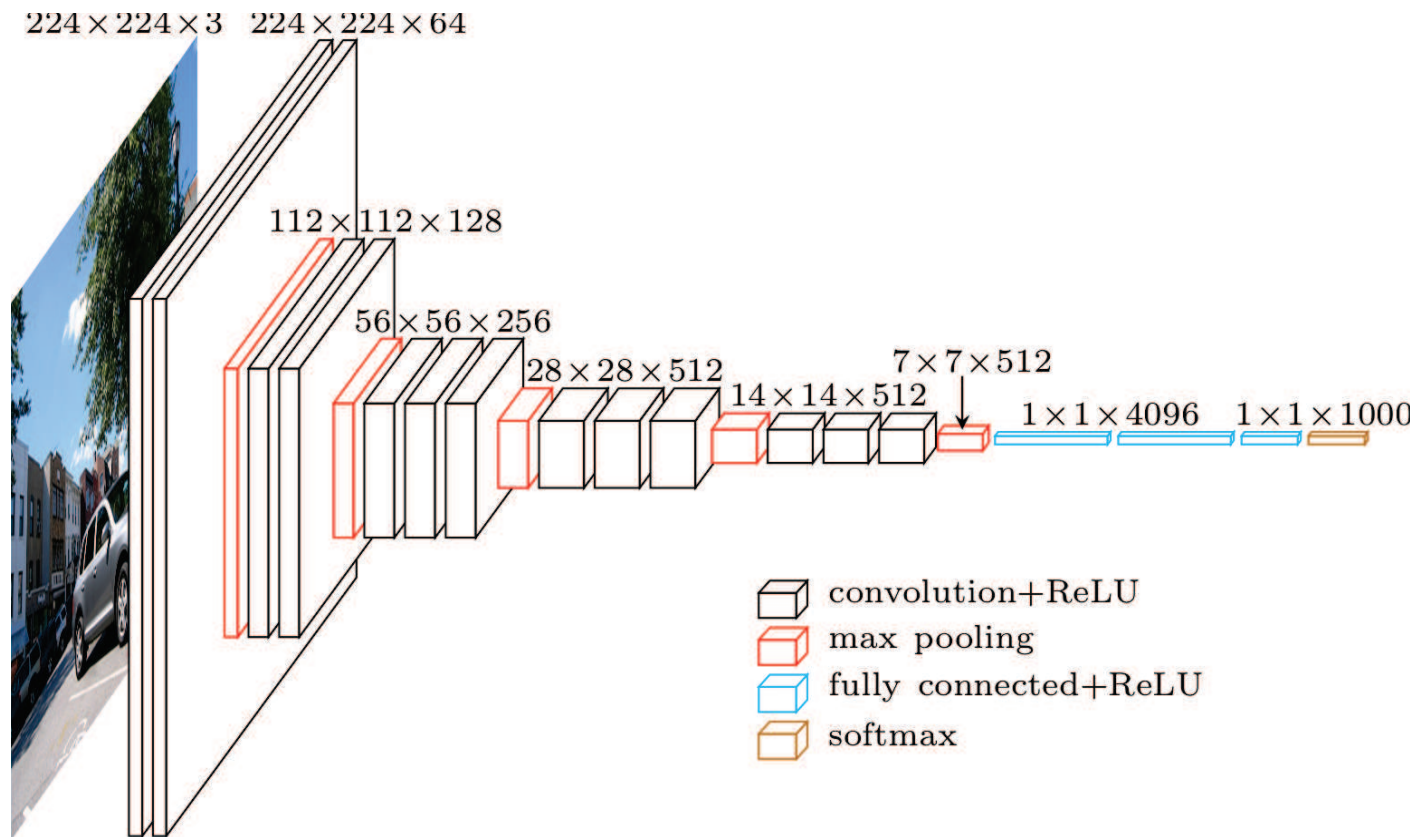 224 × 224 × 3
224 × 224 × 64
112 × 112 × 128
56 × 56 × 256
28 × 28 × 512
14 × 14 × 512
7 × 7 × 512
1 × 1 × 4096
1 × 1 × 1000
convolution+ReLU
max pooling
fully connected+ReLU
softmax